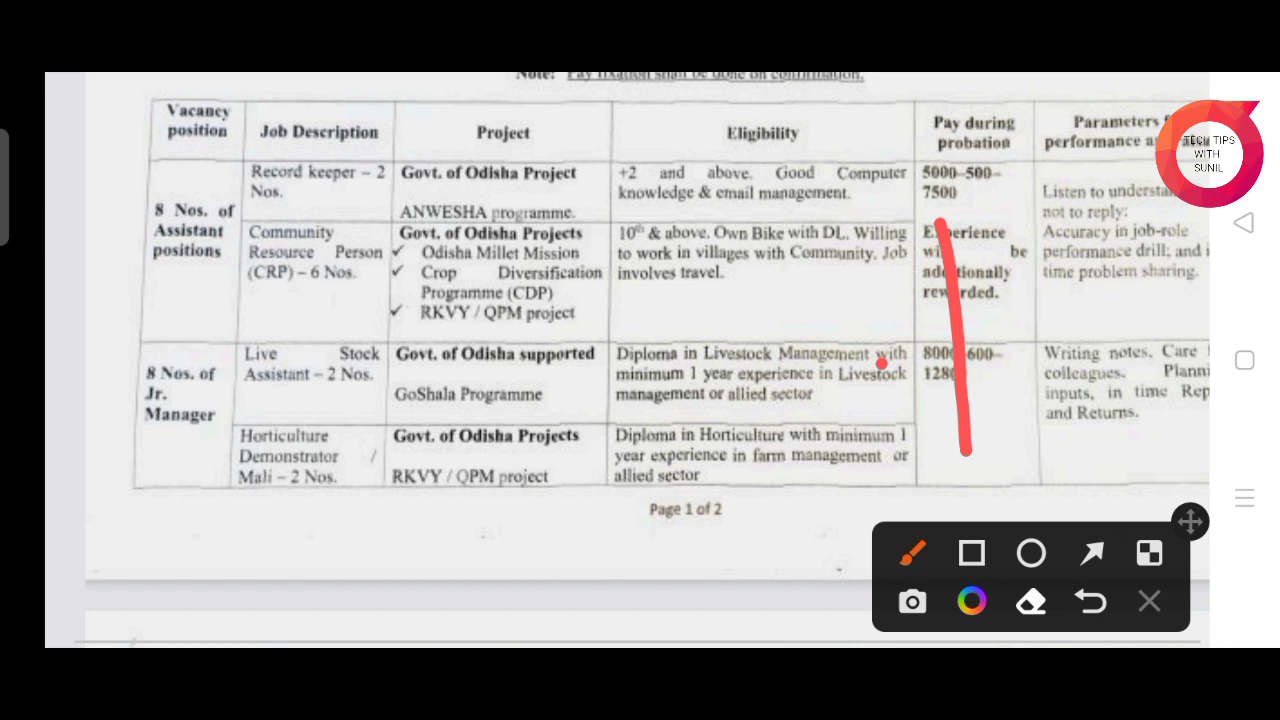 Note: Pay fixation shall be done on confirmation.
Vacancy position
Job Description
Project
Eligibility
Pay during probation
Parameters
performance
8 Nos. of
Assistant
positions
Record keeper – 2
Nos.
Govt. of Odisha Project
ANWESHA programme.
+2 and above. Good Computer
knowledge & email management.
5000–500–
7500
Experience
will be
additionally
rewarded.
Listen to
not to reply;
Accuracy in job-role
performance drill; and
time problem sharing.
Community
Resource Person
(CRP) – 6 Nos.
Govt. of Odisha Projects
✓ Odisha Millet Mission
✓ Crop Diversification
Programme (CDP)
✓ RKVY / QPM project
10th & above. Own Bike with DL. Willing
to work in villages with Community. Job
involves travel.
8 Nos. of
Jr.
Manager
Live Stock
Assistant – 2 Nos.
Govt. of Odisha supported
GoShala Programme
Diploma in Livestock Management with
minimum 1 year experience in Livestock
management or allied sector
600–
Writing notes, Care
colleagues,
inputs, in time
and Returns.
Horticulture
Demonstrator /
Mali – 2 Nos.
Govt. of Odisha Projects
RKVY / QPM project
Diploma in Horticulture with minimum 1
year experience in farm management or
allied sector
Page 1 of 2
TECH TIPS
WITH
SUNIL